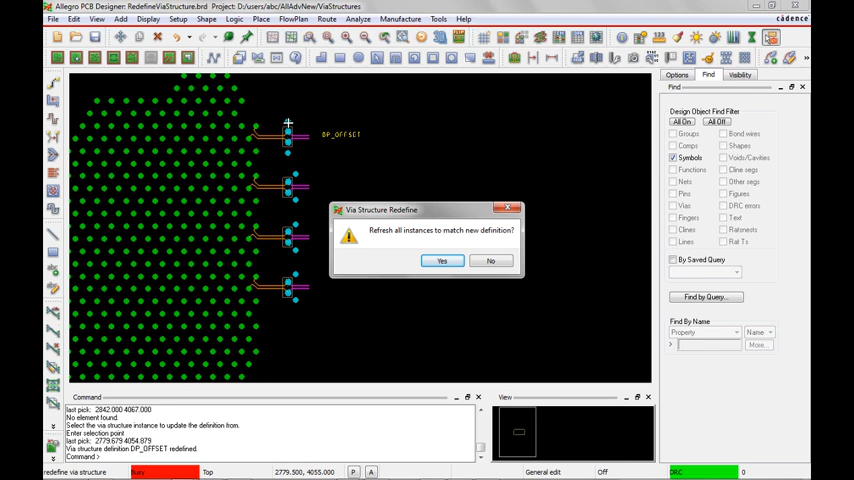 Allegro PCB Designer: RedefineViaStructure.brd Project: D:/users/abc/AllAdvNew/ViaStructures
File Edit View Add Display Setup Shape Logic Place FlowPlan Route Analyze Manufacture Tools Help
cadence
Options Find Visibility
Find
Design Object Find Filter
All On All Off
Groups Bond wires
Comps Shapes
Symbols Voids/Cavities
Functions Cline segs
Nets Other segs
Pins Figures
Vias DRC errors
Fingers Text
Clines Ratsnests
Lines Rat Ts
By Saved Query
Find by Query...
Find By Name
Property Name
> More...
DP_OFFSET
Via Structure Redefine
Refresh all instances to match new definition?
Yes No
Command
last pick: 2842.000 4067.000
No element found.
Select the via structure instance to update the definition from.
Enter selection point
last pick: 2779.679 4054.879
Via structure definition DP_OFFSET redefined.
Command >
View
redefine via structure Busy Top 2779.500, 4055.000 P A General edit Off DRC 0